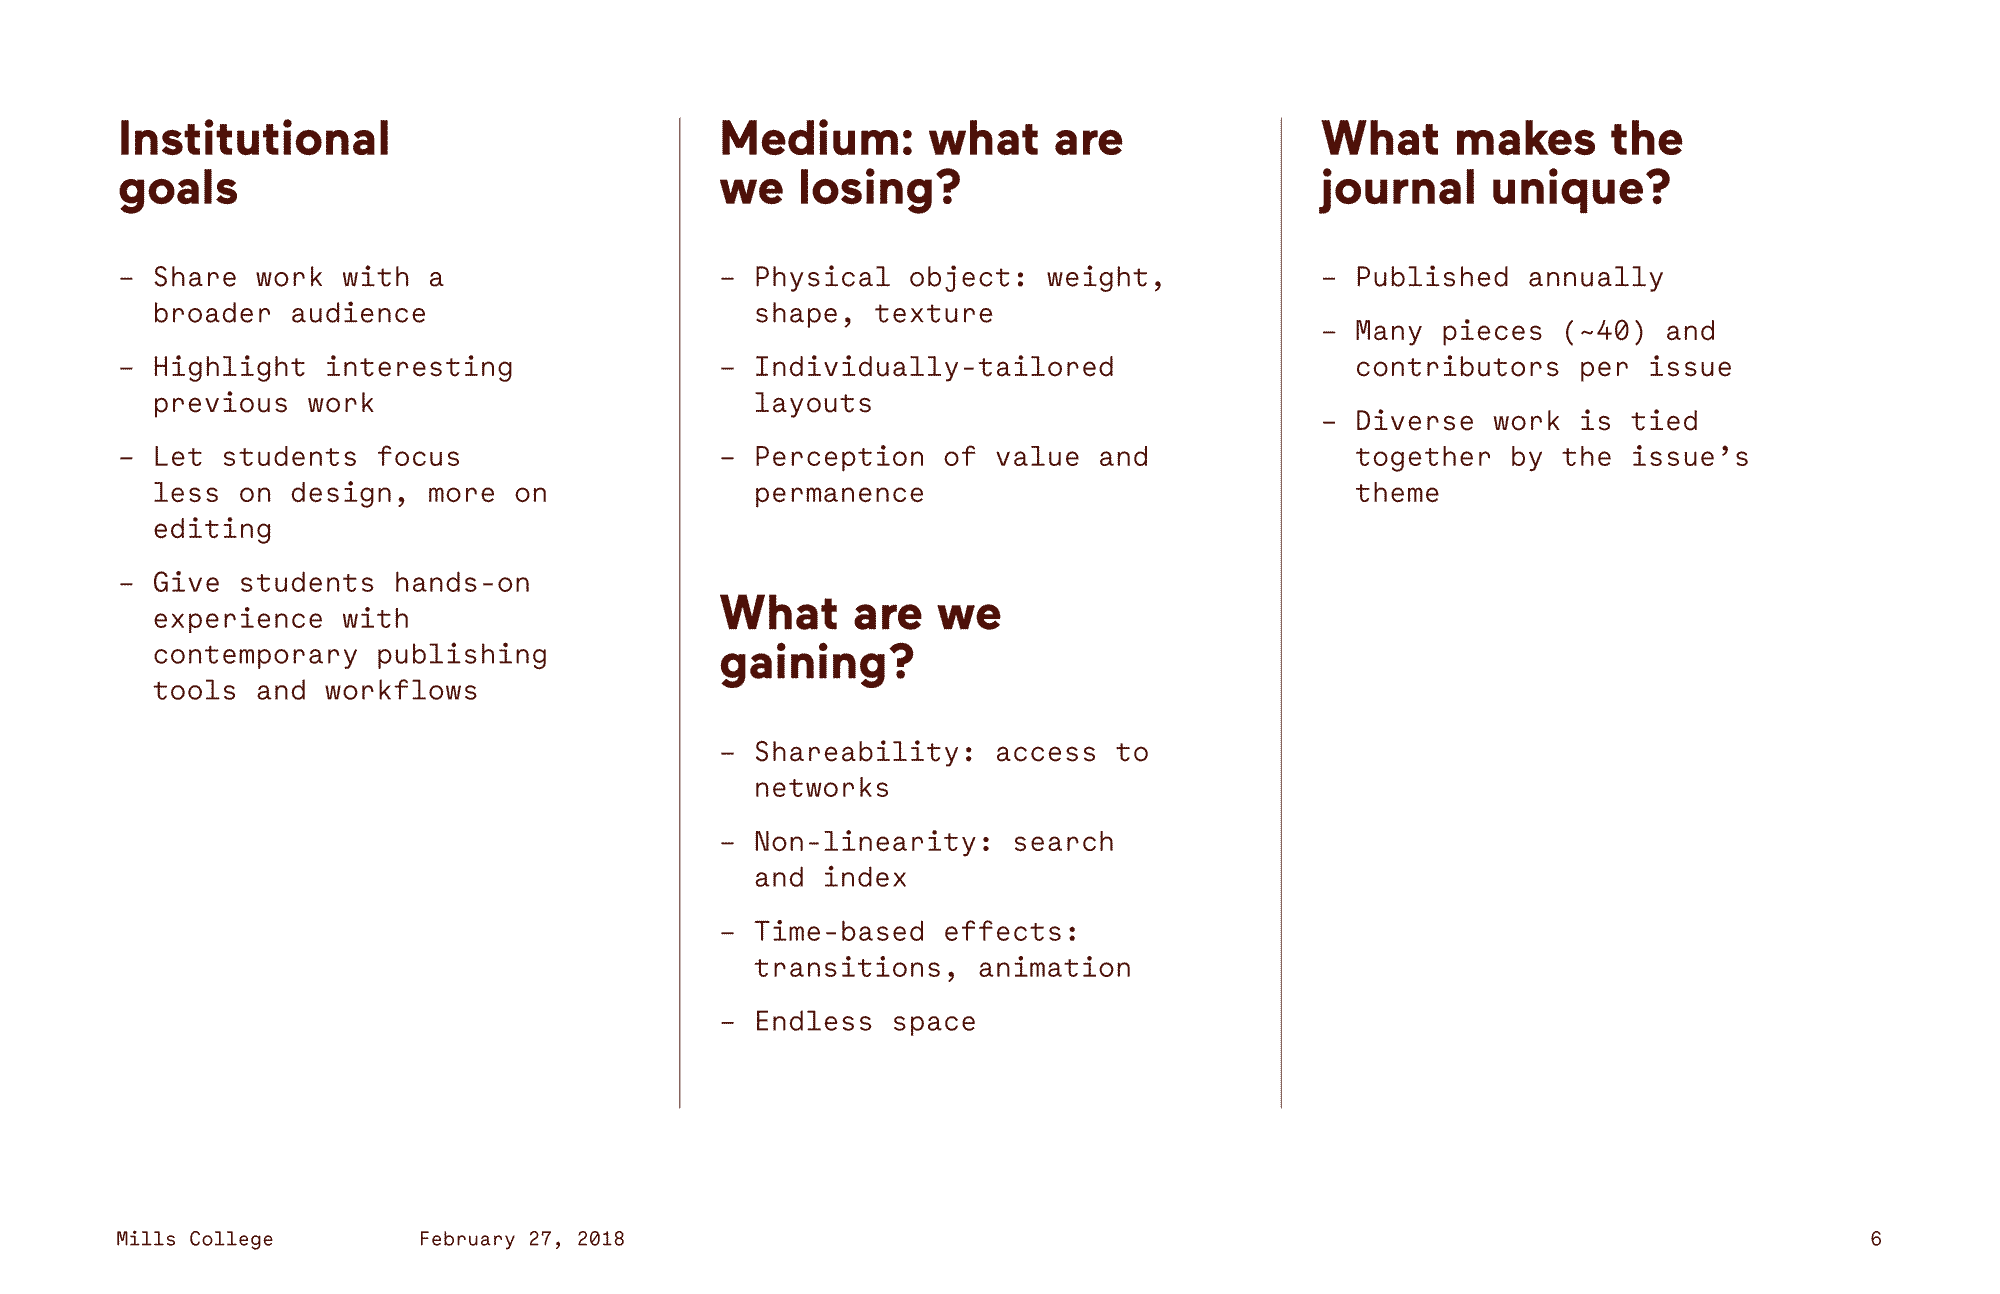 Institutional
goals
– Share work with a
broader audience
– Highlight interesting
previous work
– Let students focus
less on design, more on
editing
– Give students hands-on
experience with
contemporary publishing
tools and workflows
Medium: what are
we losing?
– Physical object: weight,
shape, texture
– Individually-tailored
layouts
– Perception of value and
permanence
What are we
gaining?
– Shareability: access to
networks
– Non-linearity: search
and index
– Time-based effects:
transitions, animation
– Endless space
What makes the
journal unique?
– Published annually
– Many pieces (~40) and
contributors per issue
– Diverse work is tied
together by the issue’s
theme
Mills College
February 27, 2018
6